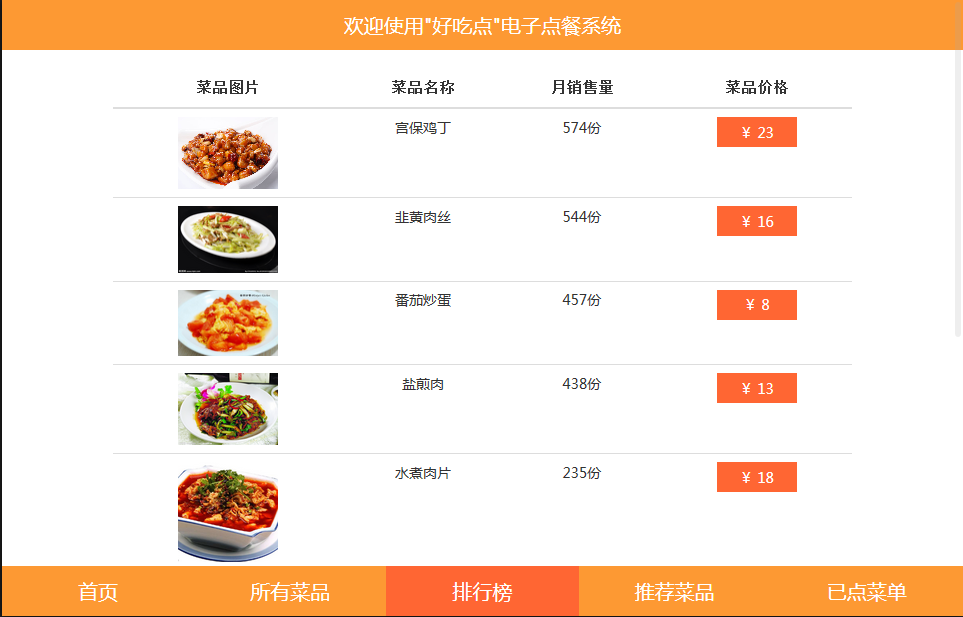 欢迎使用"好吃点"电子点餐系统
菜品图片 菜品名称 月销售量 菜品价格
宫保鸡丁 574份 ¥ 23
韭黄肉丝 544份 ¥ 16
番茄炒蛋 457份 ¥ 8
盐煎肉 438份 ¥ 13
水煮肉片 235份 ¥ 18
首页 所有菜品 排行榜 推荐菜品 已点菜单